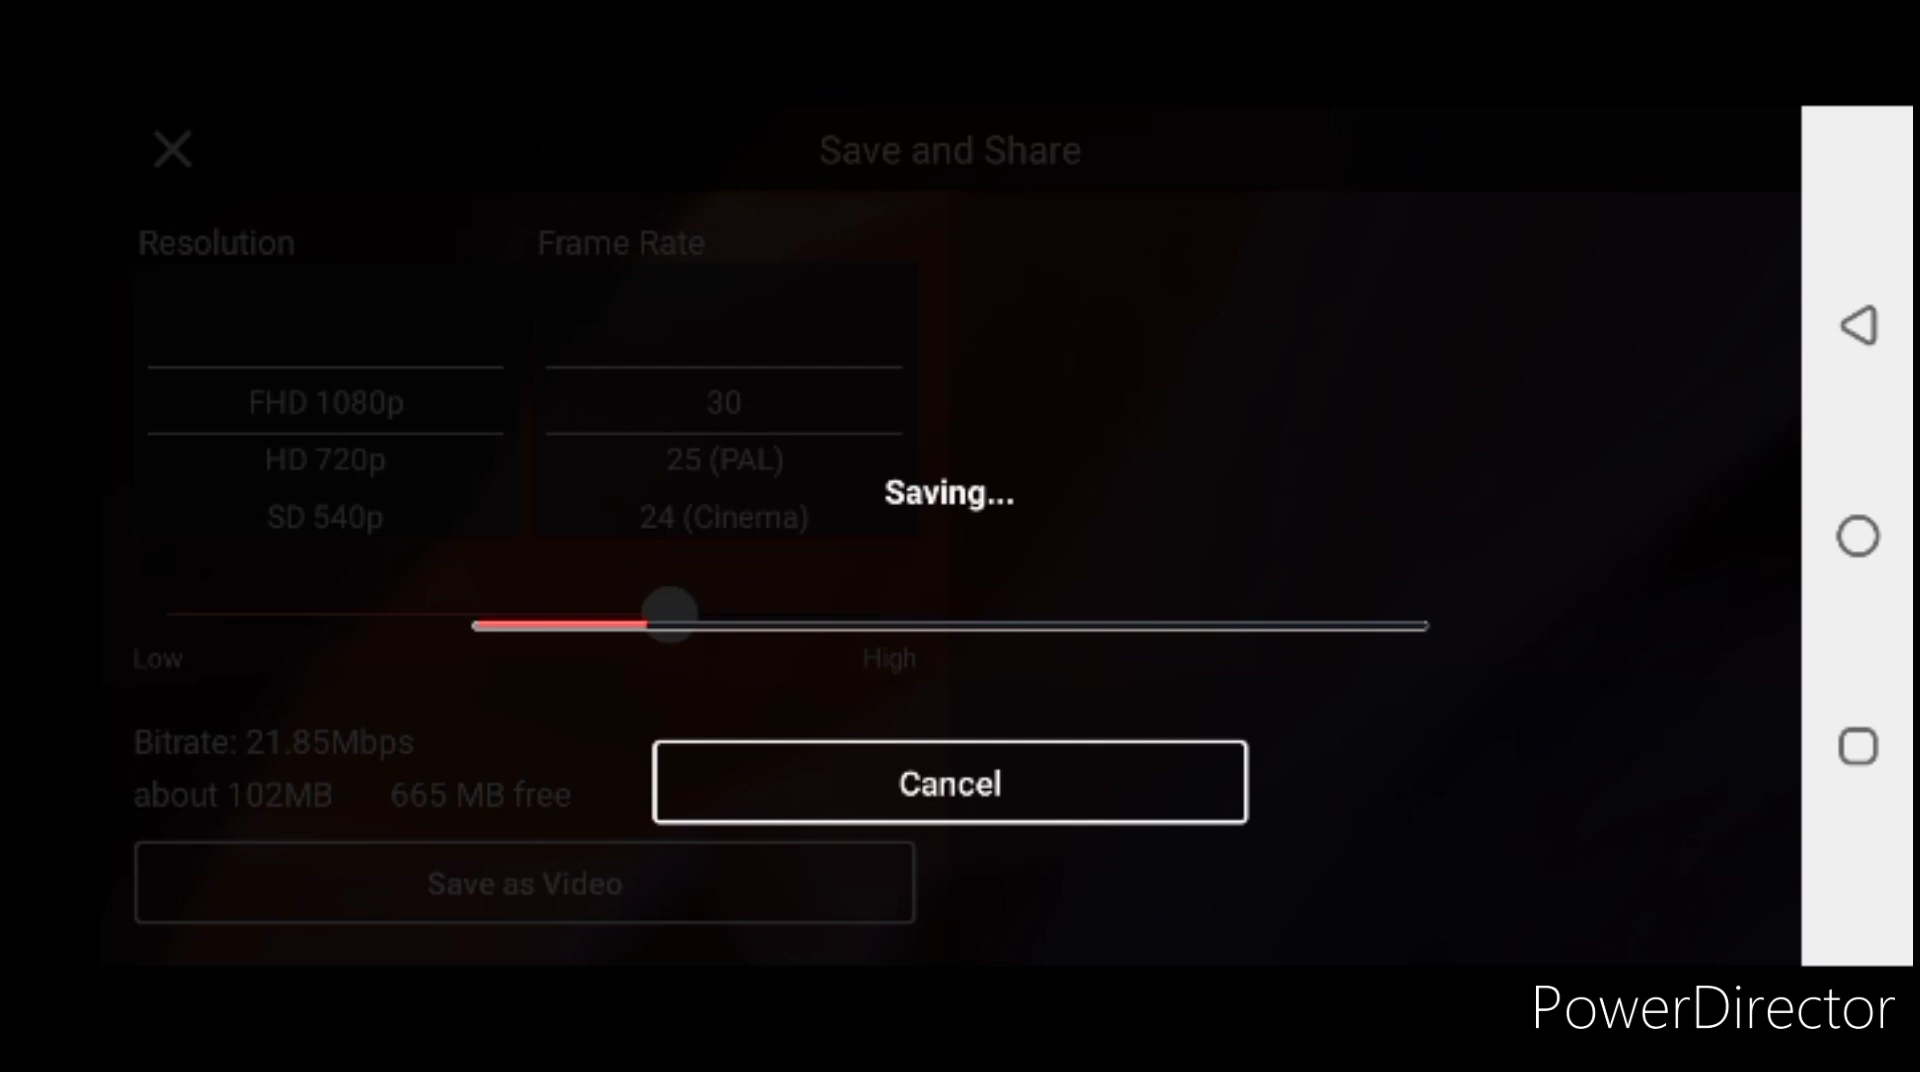 Save and Share
Resolution
Frame Rate
FHD 1080p
30
HD 720p
25 (PAL)
SD 540p
24 (Cinema)
Saving...
Low
High
Bitrate: 21.85Mbps
about 102MB
665 MB free
Cancel
Save as Video
PowerDirector